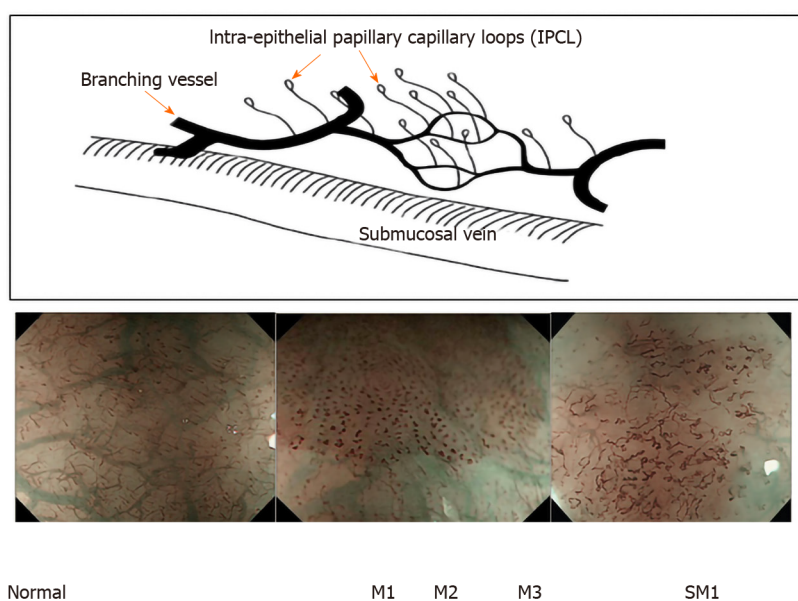 Intra-epithelial papillary capillary loops (IPCL)
Branching vessel
Submucosal vein
Normal M1 M2 M3 SM1